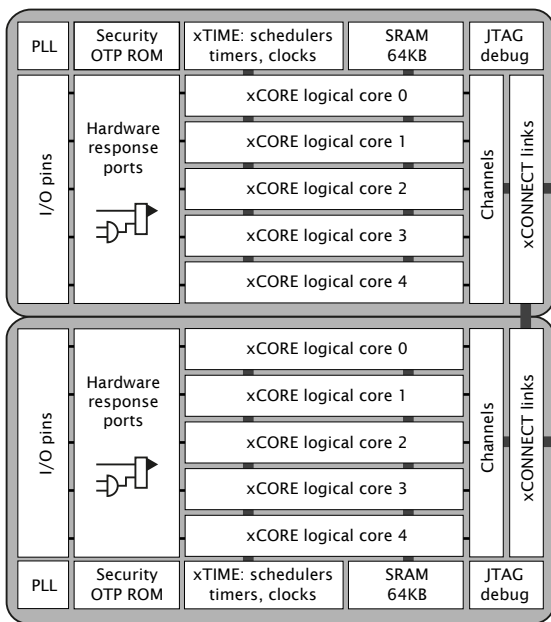 PLL
Security
OTP ROM
xTIME: schedulers
timers, clocks
SRAM
64KB
JTAG
debug
I/O pins
Hardware
response
ports
xCORE logical core 0
xCORE logical core 1
xCORE logical core 2
xCORE logical core 3
xCORE logical core 4
Channels
xCONNECT links
I/O pins
Hardware
response
ports
xCORE logical core 0
xCORE logical core 1
xCORE logical core 2
xCORE logical core 3
xCORE logical core 4
Channels
xCONNECT links
PLL
Security
OTP ROM
xTIME: schedulers
timers, clocks
SRAM
64KB
JTAG
debug